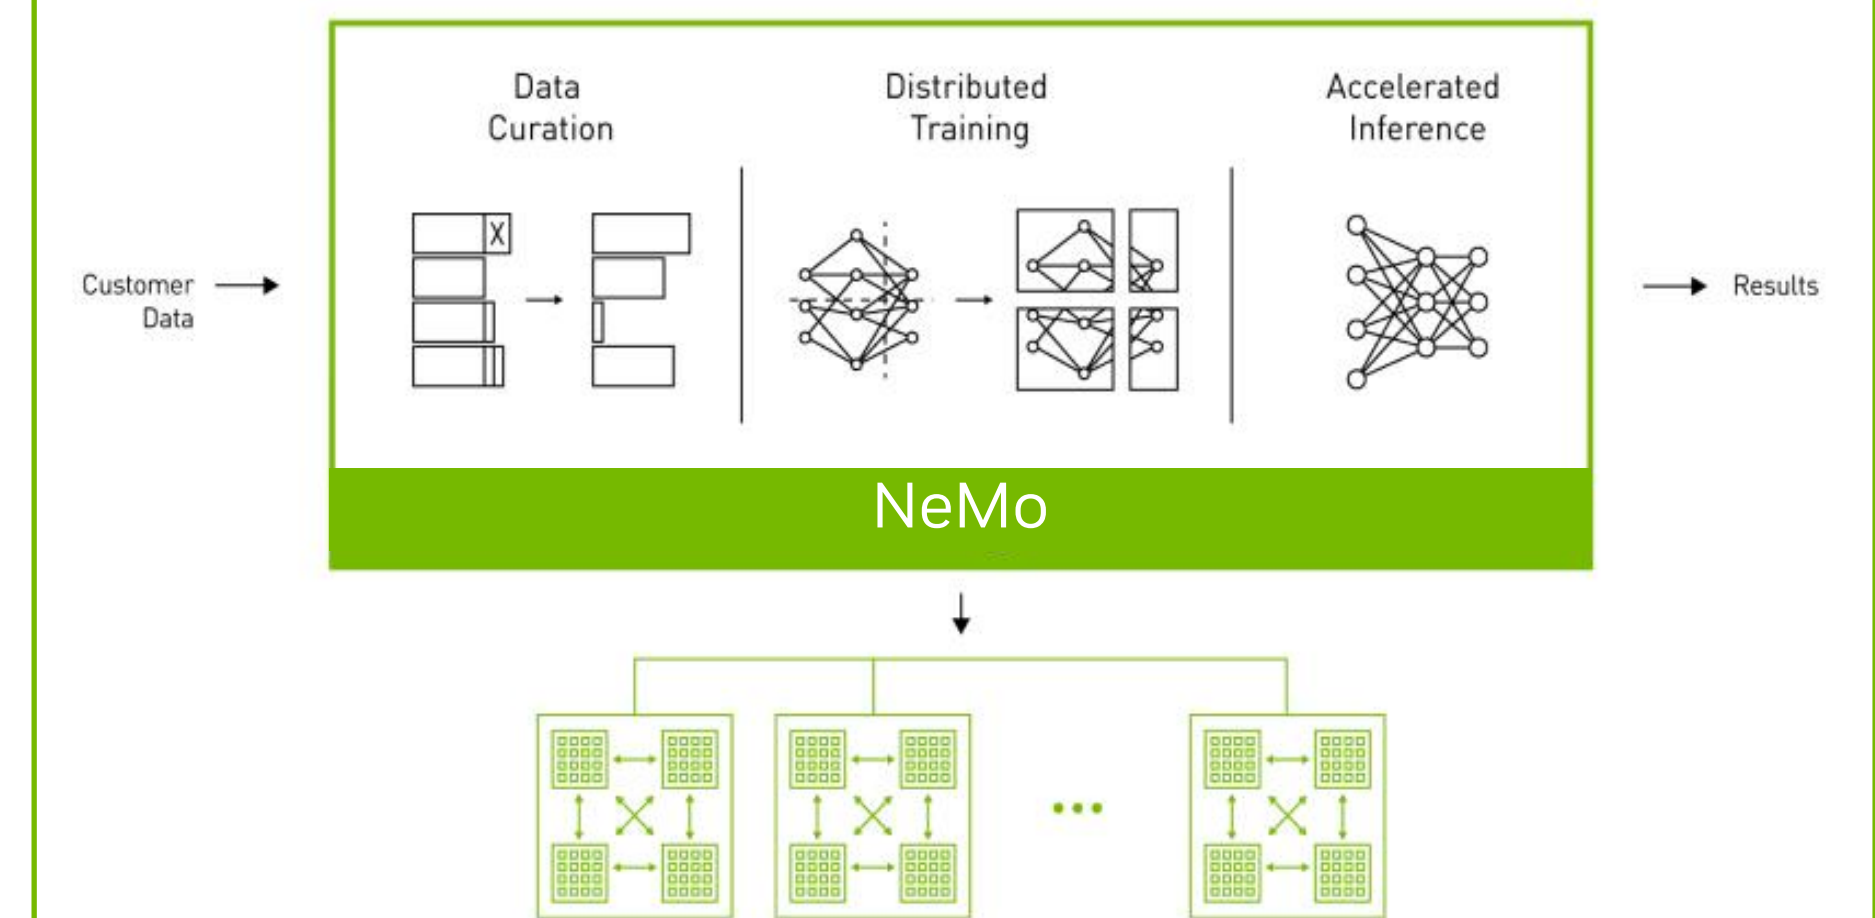 Data
Curation
Distributed
Training
Accelerated
Inference
X
Customer
Data
Results
NeMo